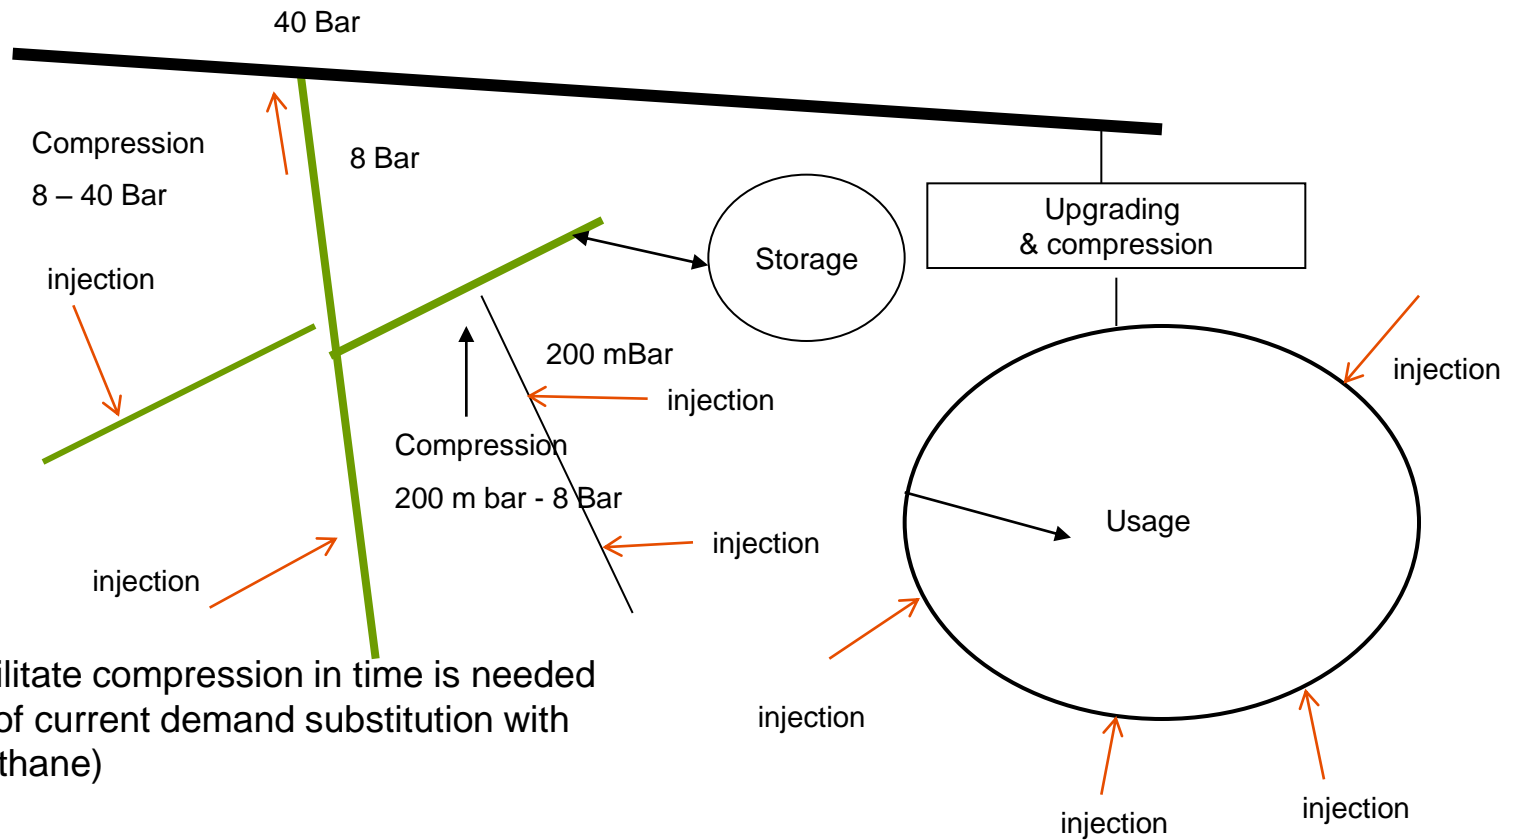 40 Bar
Compression
8 – 40 Bar
8 Bar
injection
Storage
Upgrading
& compression
200 mBar
injection
injection
Compression
200 m bar - 8 Bar
injection
Usage
injection
ilitate compression in time is needed
of current demand substitution with
thane)
injection
injection
injection